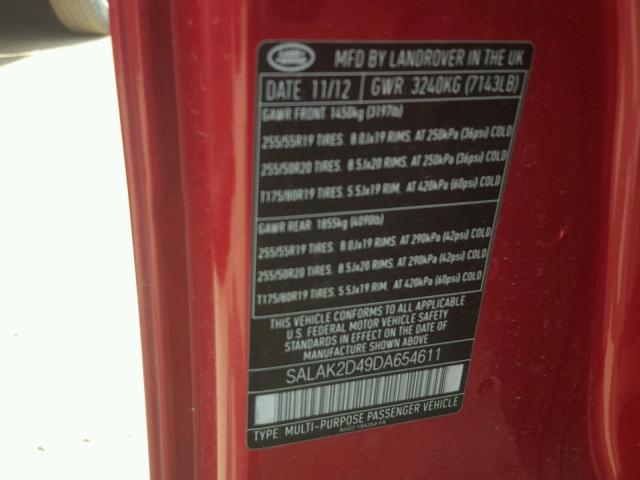 LAND ROVER
MFD BY LANDROVER IN THE UK
DATE: 11/12
GWR 3240KG (7143LB)
GAWR FRONT 1450kg (3197lb)
255/55R19 TIRES. 8.0Jx19 RIMS. AT 250kPa (36psi) COLD
255/50R20 TIRES. 8.5Jx20 RIMS. AT 250kPa (36psi) COLD
T175/80R19 TIRES. 5.5Jx19 RIM. AT 420kPa (60psi) COLD
GAWR REAR 1855kg (4090lb)
255/55R19 TIRES. 8.0Jx19 RIMS. AT 290kPa (42psi) COLD
255/50R20 TIRES. 8.5Jx20 RIMS. AT 290kPa (42psi) COLD
T175/80R19 TIRES. 5.5Jx19 RIM. AT 420kPa (60psi) COLD
THIS VEHICLE CONFORMS TO ALL APPLICABLE
U.S. FEDERAL MOTOR VEHICLE SAFETY
STANDARDS IN EFFECT ON THE DATE OF
MANUFACTURE SHOWN ABOVE
SALAK2D49DA654611
TYPE: MULTI-PURPOSE PASSENGER VEHICLE